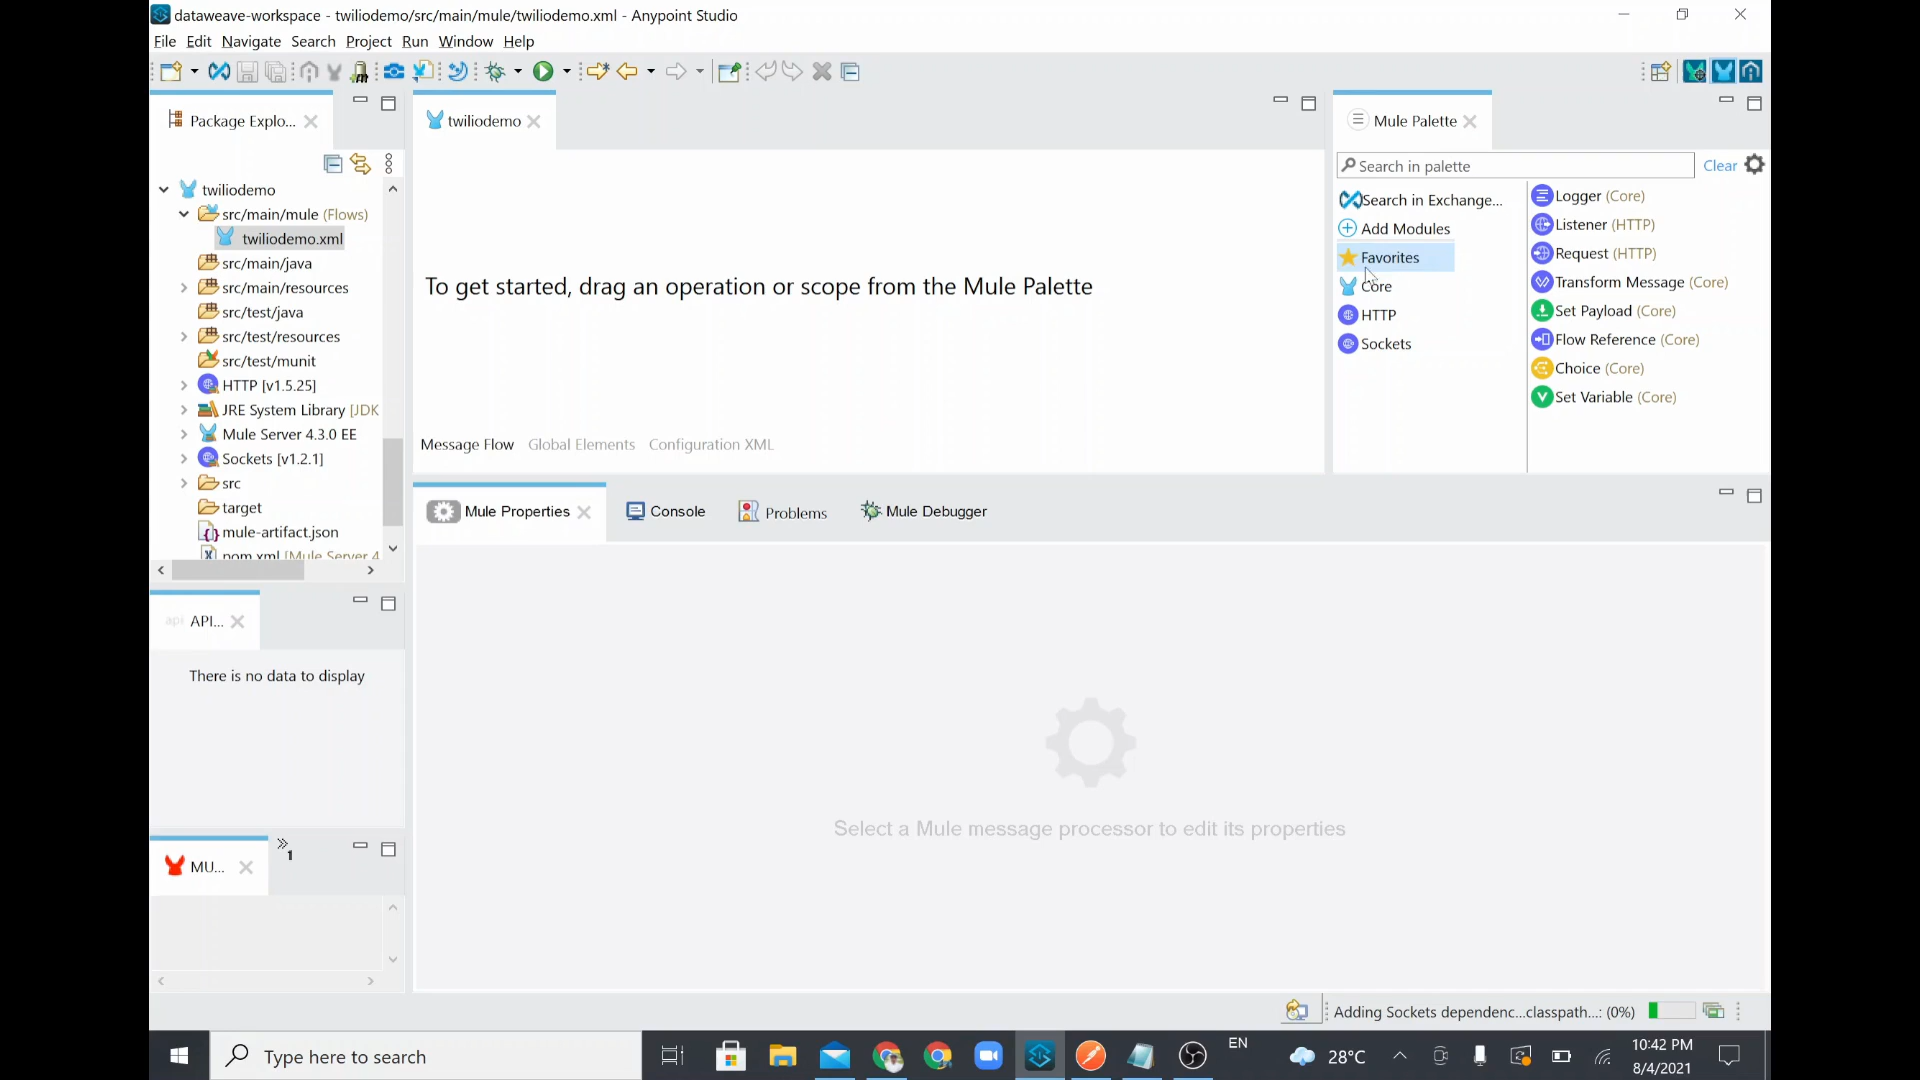 dataweave-workspace - twiliodemo/src/main/mule/twiliodemo.xml - Anypoint Studio
File Edit Navigate Search Project Run Window Help
Package Explo...
twiliodemo
src/main/mule (Flows)
twiliodemo.xml
src/main/java
src/main/resources
src/test/java
src/test/resources
src/test/munit
HTTP [v1.5.25]
JRE System Library [JDK
Mule Server 4.3.0 EE
Sockets [v1.2.1]
src
target
mule-artifact.json
pom.xml [Mule Server 4
api API...
There is no data to display
MU...
1
twiliodemo
To get started, drag an operation or scope from the Mule Palette
Message Flow Global Elements Configuration XML
Mule Palette
Search in palette
Clear
Search in Exchange...
Add Modules
Favorites
Core
HTTP
Sockets
Logger (Core)
Listener (HTTP)
Request (HTTP)
Transform Message (Core)
Set Payload (Core)
Flow Reference (Core)
Choice (Core)
Set Variable (Core)
Mule Properties Console Problems Mule Debugger
Select a Mule message processor to edit its properties
Adding Sockets dependenc...classpath...: (0%)
Type here to search
EN
28°C
10:42 PM
8/4/2021